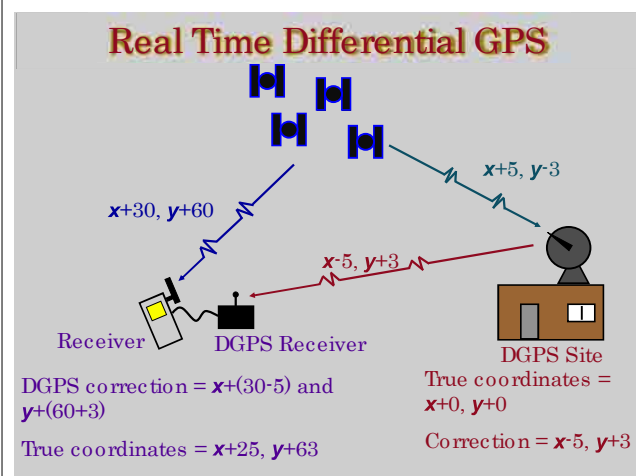 Real Time Differential GPS
x+5, y-3
x+30, y+60
x-5, y+3
Receiver
DGPS Receiver
DGPS Site
DGPS correction = x+(30-5) and
y+(60+3)
True coordinates = x+25, y+63
True coordinates =
x+0, y+0
Correction = x-5, y+3